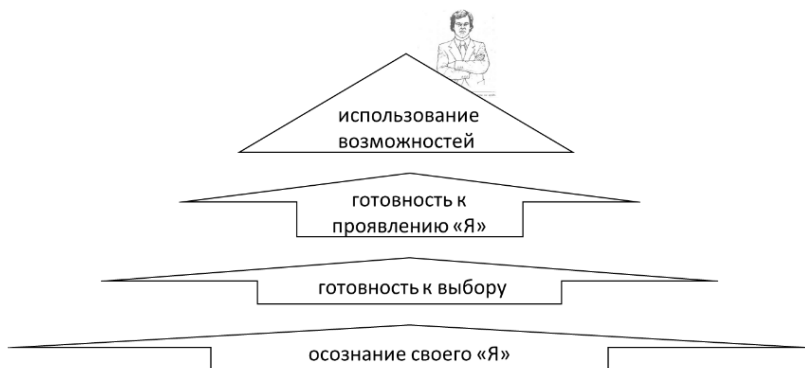 использование
возможностей
готовность к
проявлению «Я»
готовность к выбору
осознание своего «Я»